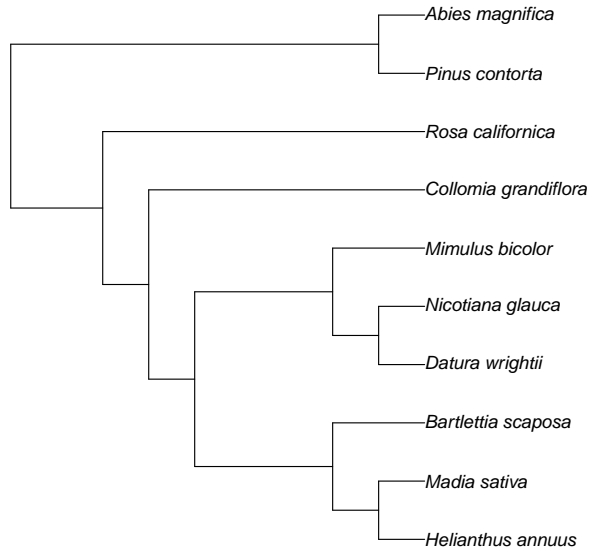 Abies magnifica
Pinus contorta
Rosa californica
Collomia grandiflora
Mimulus bicolor
Nicotiana glauca
Datura wrightii
Bartlettia scaposa
Madia sativa
Helianthus annuus